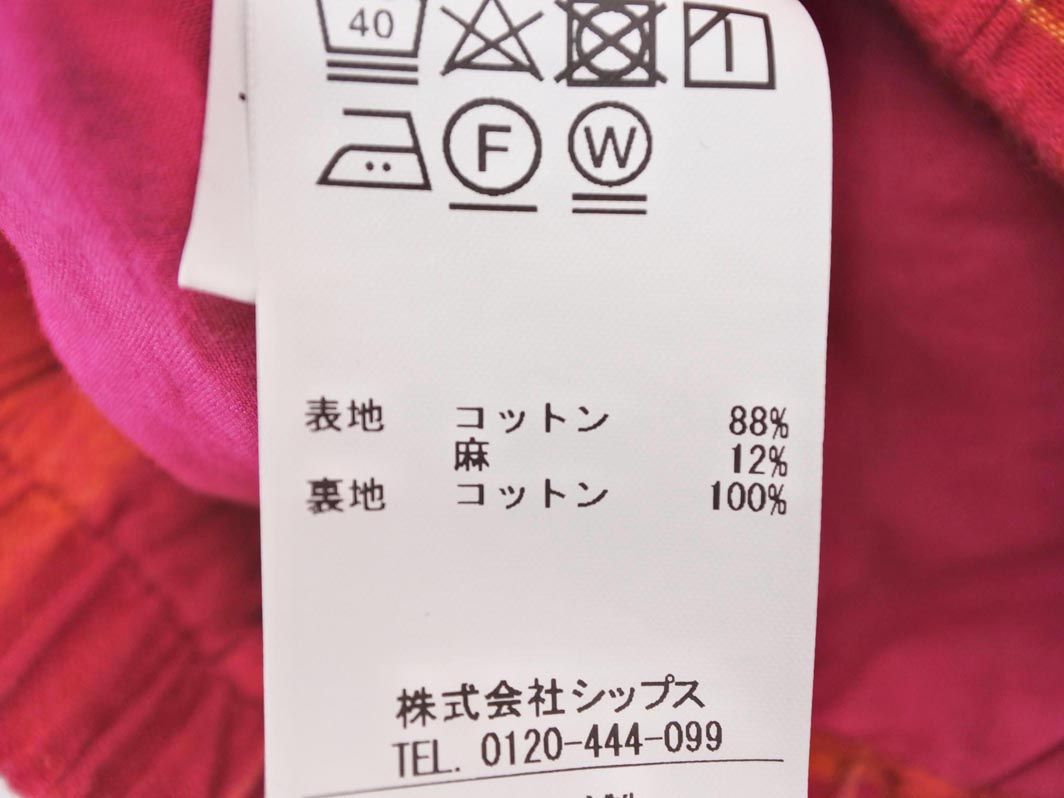 40
F W
表地 コットン 88%
麻 12%
裏地 コットン 100%
株式会社シップス
TEL. 0120-444-099